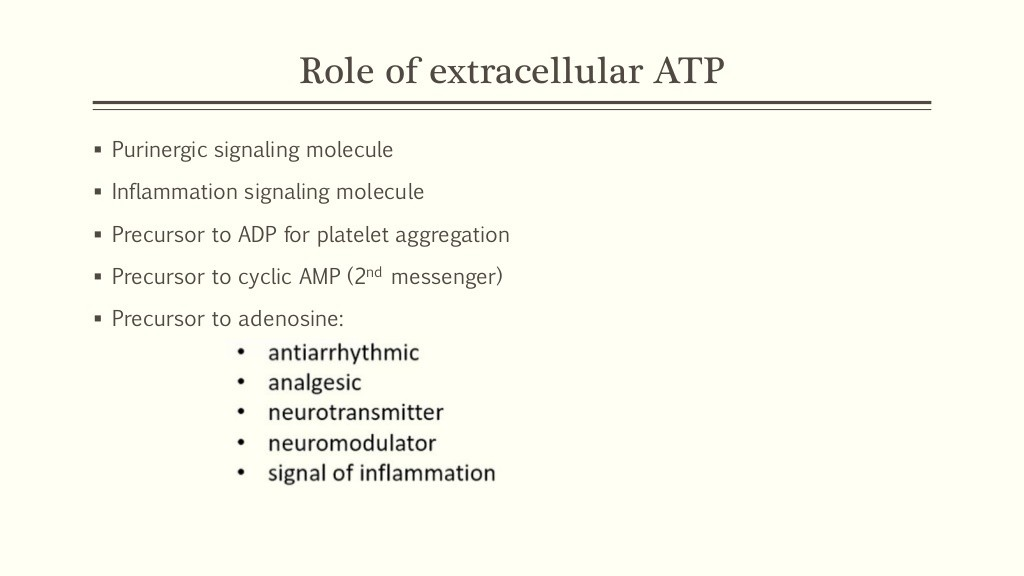 Role of extracellular ATP
▪ Purinergic signaling molecule
▪ Inflammation signaling molecule
▪ Precursor to ADP for platelet aggregation
▪ Precursor to cyclic AMP (2nd messenger)
▪ Precursor to adenosine:
• antiarrhythmic
• analgesic
• neurotransmitter
• neuromodulator
• signal of inflammation